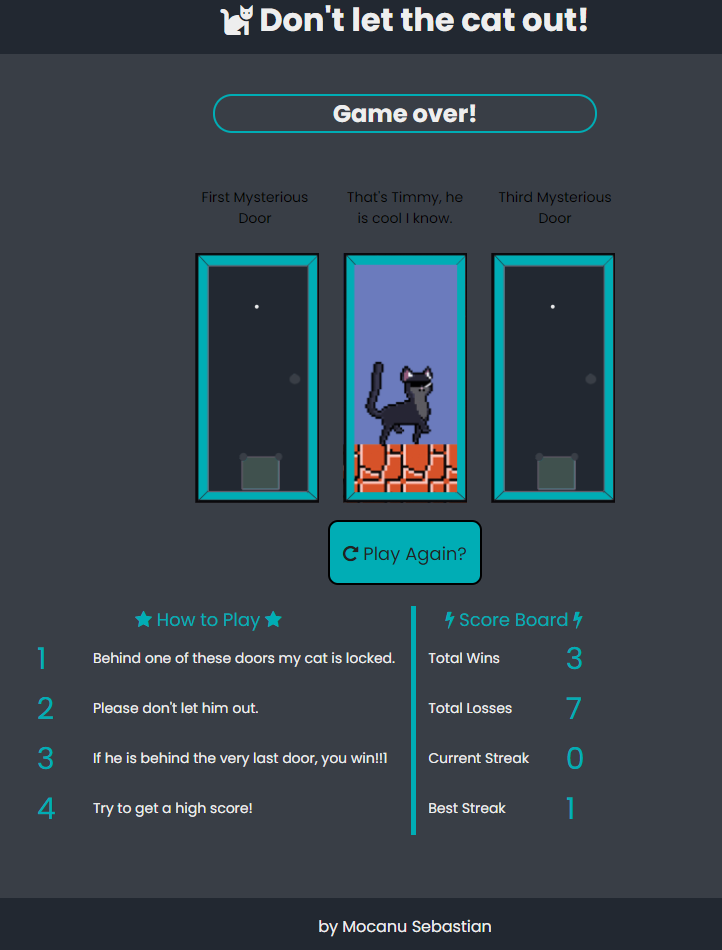 Don't let the cat out!
Game over!
First Mysterious
Door
That's Timmy, he
is cool I know.
Third Mysterious
Door
Play Again?
How to Play
1 Behind one of these doors my cat is locked.
2 Please don't let him out.
3 If he is behind the very last door, you win!!1
4 Try to get a high score!
Score Board
Total Wins 3
Total Losses 7
Current Streak 0
Best Streak 1
by Mocanu Sebastian